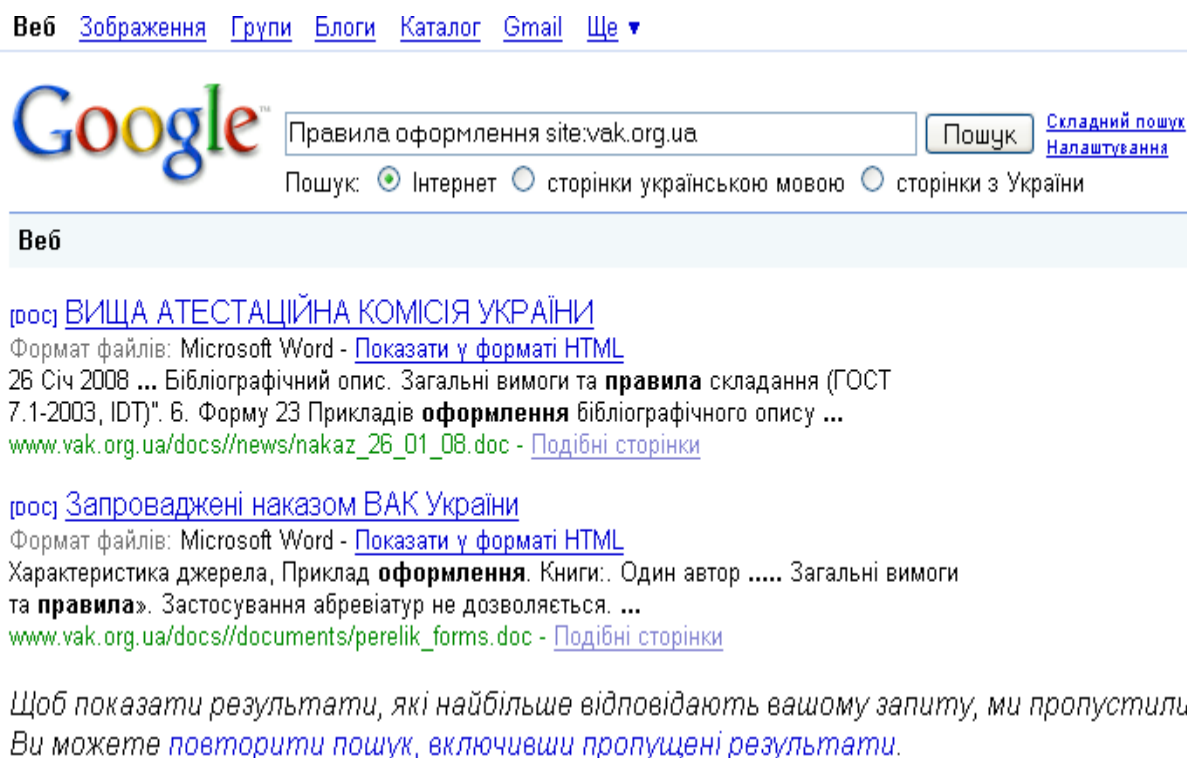 Веб Зображення Групи Блоги Каталог Gmail Ще ▼
Google™
Правила оформлення site:vak.org.ua
Пошук
Складний пошук
Налаштування
Пошук: Інтернет сторінки українською мовою сторінки з України
Веб
[DOC] ВИЩА АТЕСТАЦІЙНА КОМІСІЯ УКРАЇНИ
Формат файлів: Microsoft Word - Показати у форматі HTML
26 Січ 2008 ... Бібліографічний опис. Загальні вимоги та правила складання (ГОСТ
7.1-2003, IDT)". 6. Форму 23 Прикладів оформлення бібліографічного опису ...
www.vak.org.ua/docs//news/nakaz_26_01_08.doc - Подібні сторінки
[DOC] Запроваджені наказом ВАК України
Формат файлів: Microsoft Word - Показати у форматі HTML
Характеристика джерела, Приклад оформлення. Книги:. Один автор ..... Загальні вимоги
та правила». Застосування абревіатур не дозволяється. ...
www.vak.org.ua/docs//documents/perelik_forms.doc - Подібні сторінки
Щоб показати результати, які найбільше відповідають вашому запиту, ми пропустили
Ви можете повторити пошук, включивши пропущені результати.